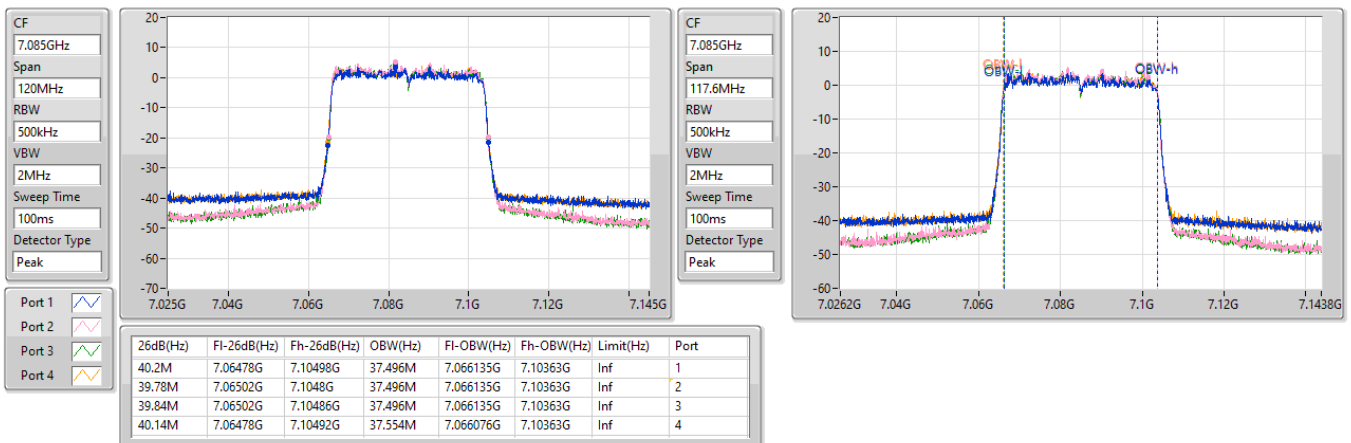 CF
7.085GHz
Span
120MHz
RBW
500kHz
VBW
2MHz
Sweep Time
100ms
Detector Type
Peak
20
10
0
-10
-20
-30
-40
-50
-60
-70
7.025G 7.04G 7.06G 7.08G 7.1G 7.12G 7.145G
CF
7.085GHz
Span
117.6MHz
RBW
500kHz
VBW
2MHz
Sweep Time
100ms
Detector Type
Peak
20
10
0
-10
-20
-30
-40
-50
-60
OBW-l OBW-h
7.0262G 7.04G 7.06G 7.08G 7.1G 7.12G 7.1438G
Port 1
Port 2
Port 3
Port 4
26dB(Hz) Fl-26dB(Hz) Fh-26dB(Hz) OBW(Hz) Fl-OBW(Hz) Fh-OBW(Hz) Limit(Hz) Port
40.2M 7.06478G 7.10498G 37.496M 7.066135G 7.10363G Inf 1
39.78M 7.06502G 7.1048G 37.496M 7.066135G 7.10363G Inf 2
39.84M 7.06502G 7.10486G 37.496M 7.066135G 7.10363G Inf 3
40.14M 7.06478G 7.10492G 37.554M 7.066076G 7.10363G Inf 4